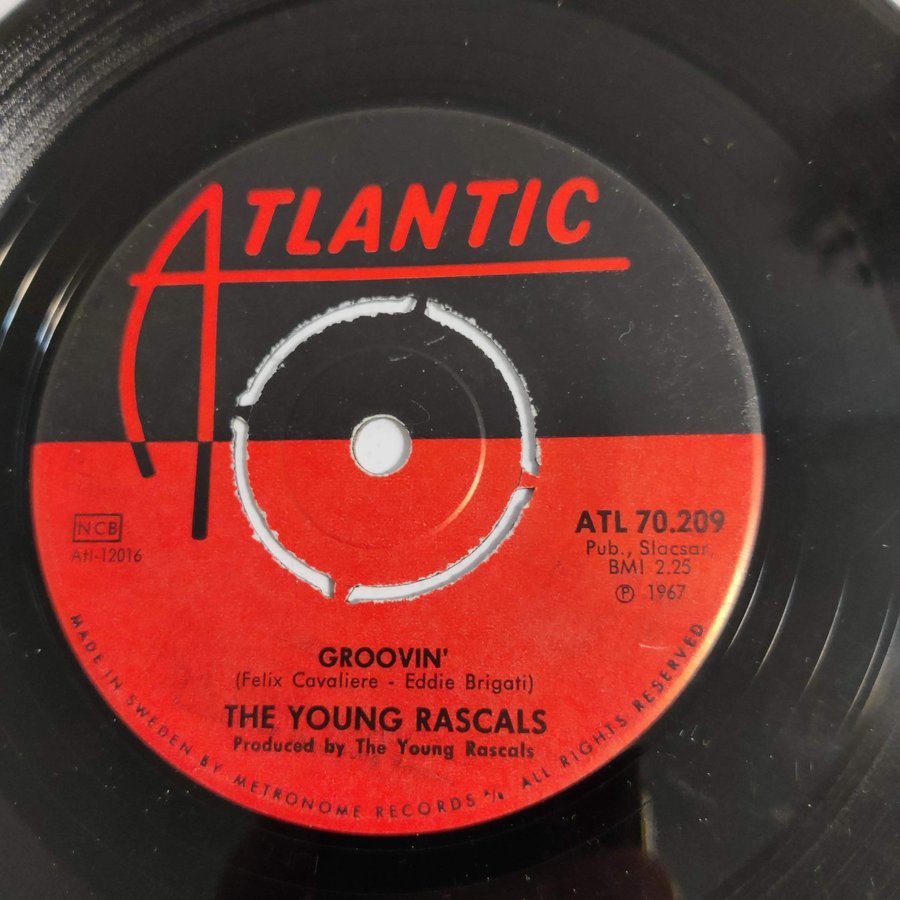 ATLANTIC
NCB
Atl-12016
ATL 70.209
Pub., Stacsar,
BMI 2.25
Ⓟ 1967
GROOVIN'
(Felix Cavaliere - Eddie Brigati)
THE YOUNG RASCALS
Produced by The Young Rascals
MADE IN SWEDEN BY METRONOME RECORDS A/B ALL RIGHTS RESERVED